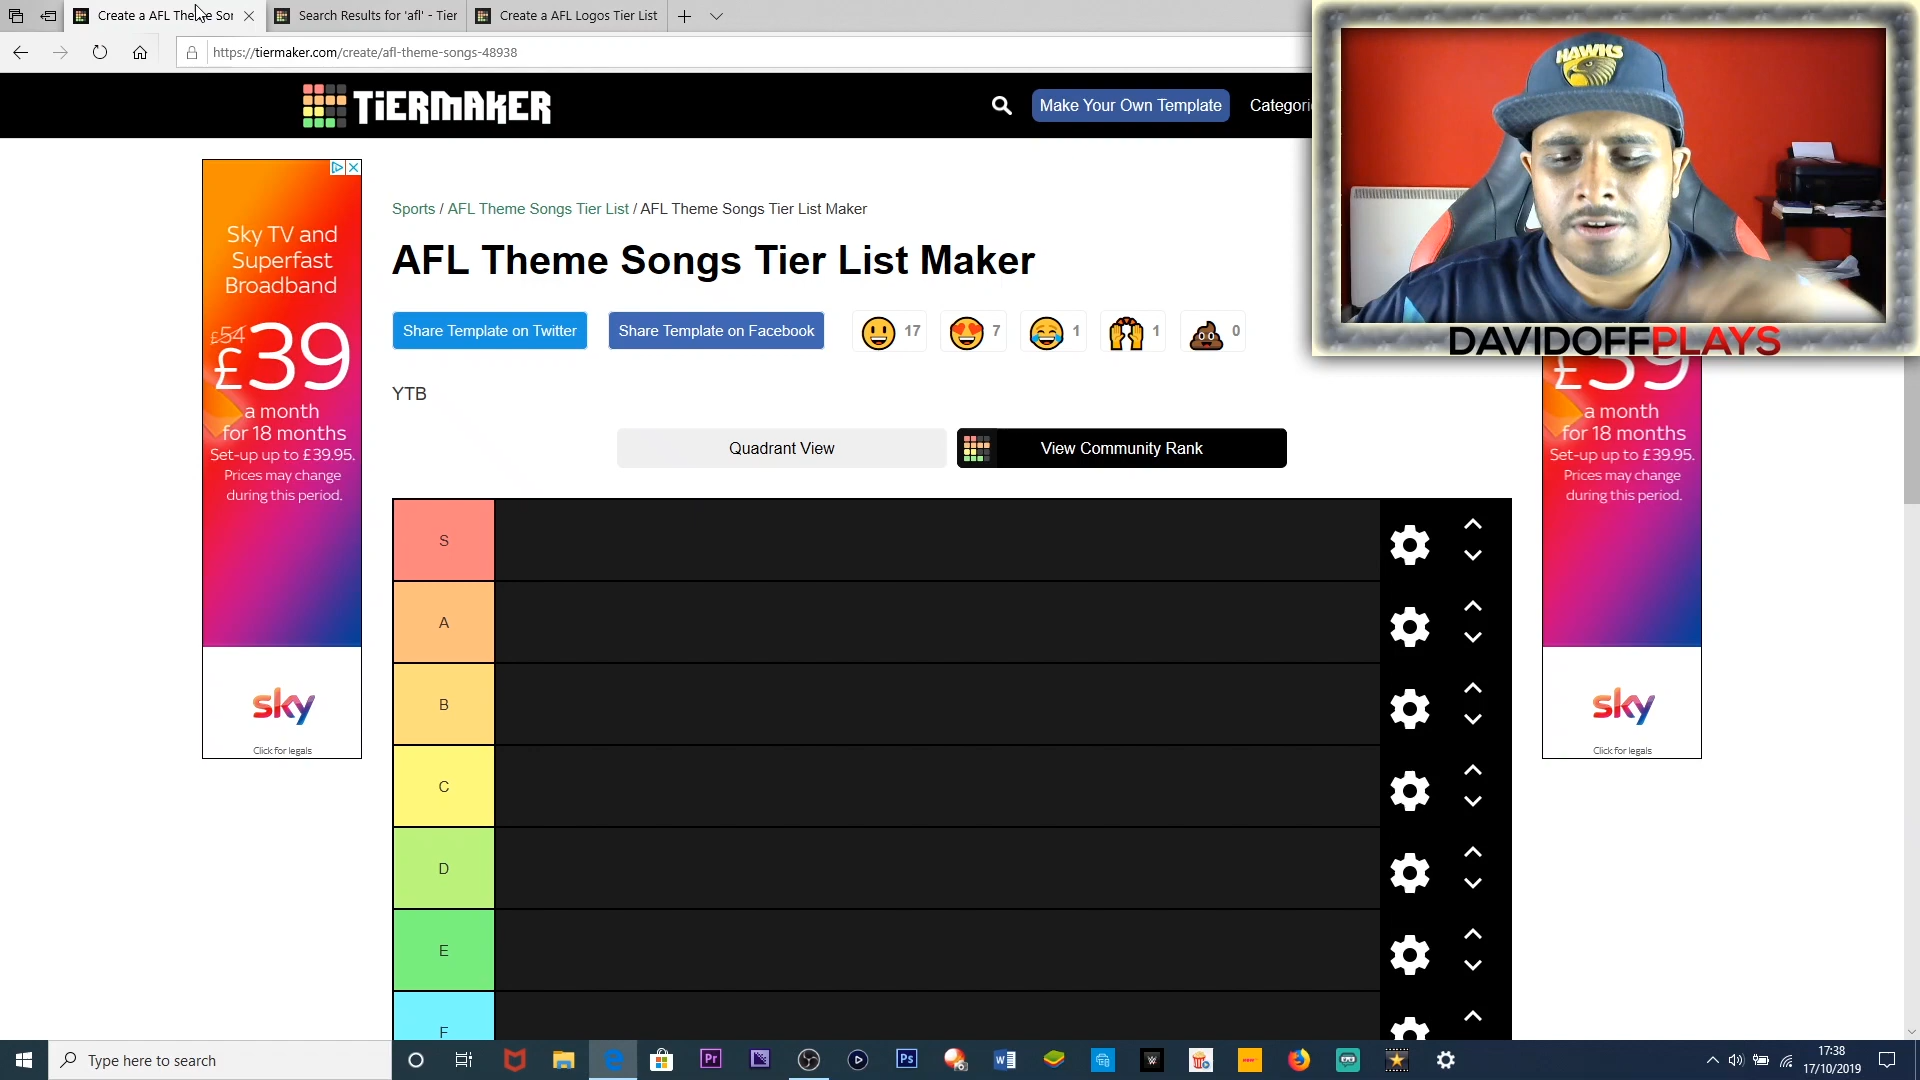 Create a AFL Theme Sor
Search Results for 'afl' - Tier
Create a AFL Logos Tier List
https://tiermaker.com/create/afl-theme-songs-48938
TiERMAKER
Make Your Own Template
Categori
HAWKS
DAVIDOFFPLAYS
Sky TV and
Superfast
Broadband
£54
£39
a month
for 18 months
Set-up up to £39.95.
Prices may change
during this period.
sky
Click for legals
Sports / AFL Theme Songs Tier List / AFL Theme Songs Tier List Maker
AFL Theme Songs Tier List Maker
Share Template on Twitter
Share Template on Facebook
17
7
1
1
0
YTB
Quadrant View
View Community Rank
S
A
B
C
D
E
F
£39
a month
for 18 months
Set-up up to £39.95.
Prices may change
during this period.
sky
Click for legals
Type here to search
Pr
Ps
W
17:38
17/10/2019